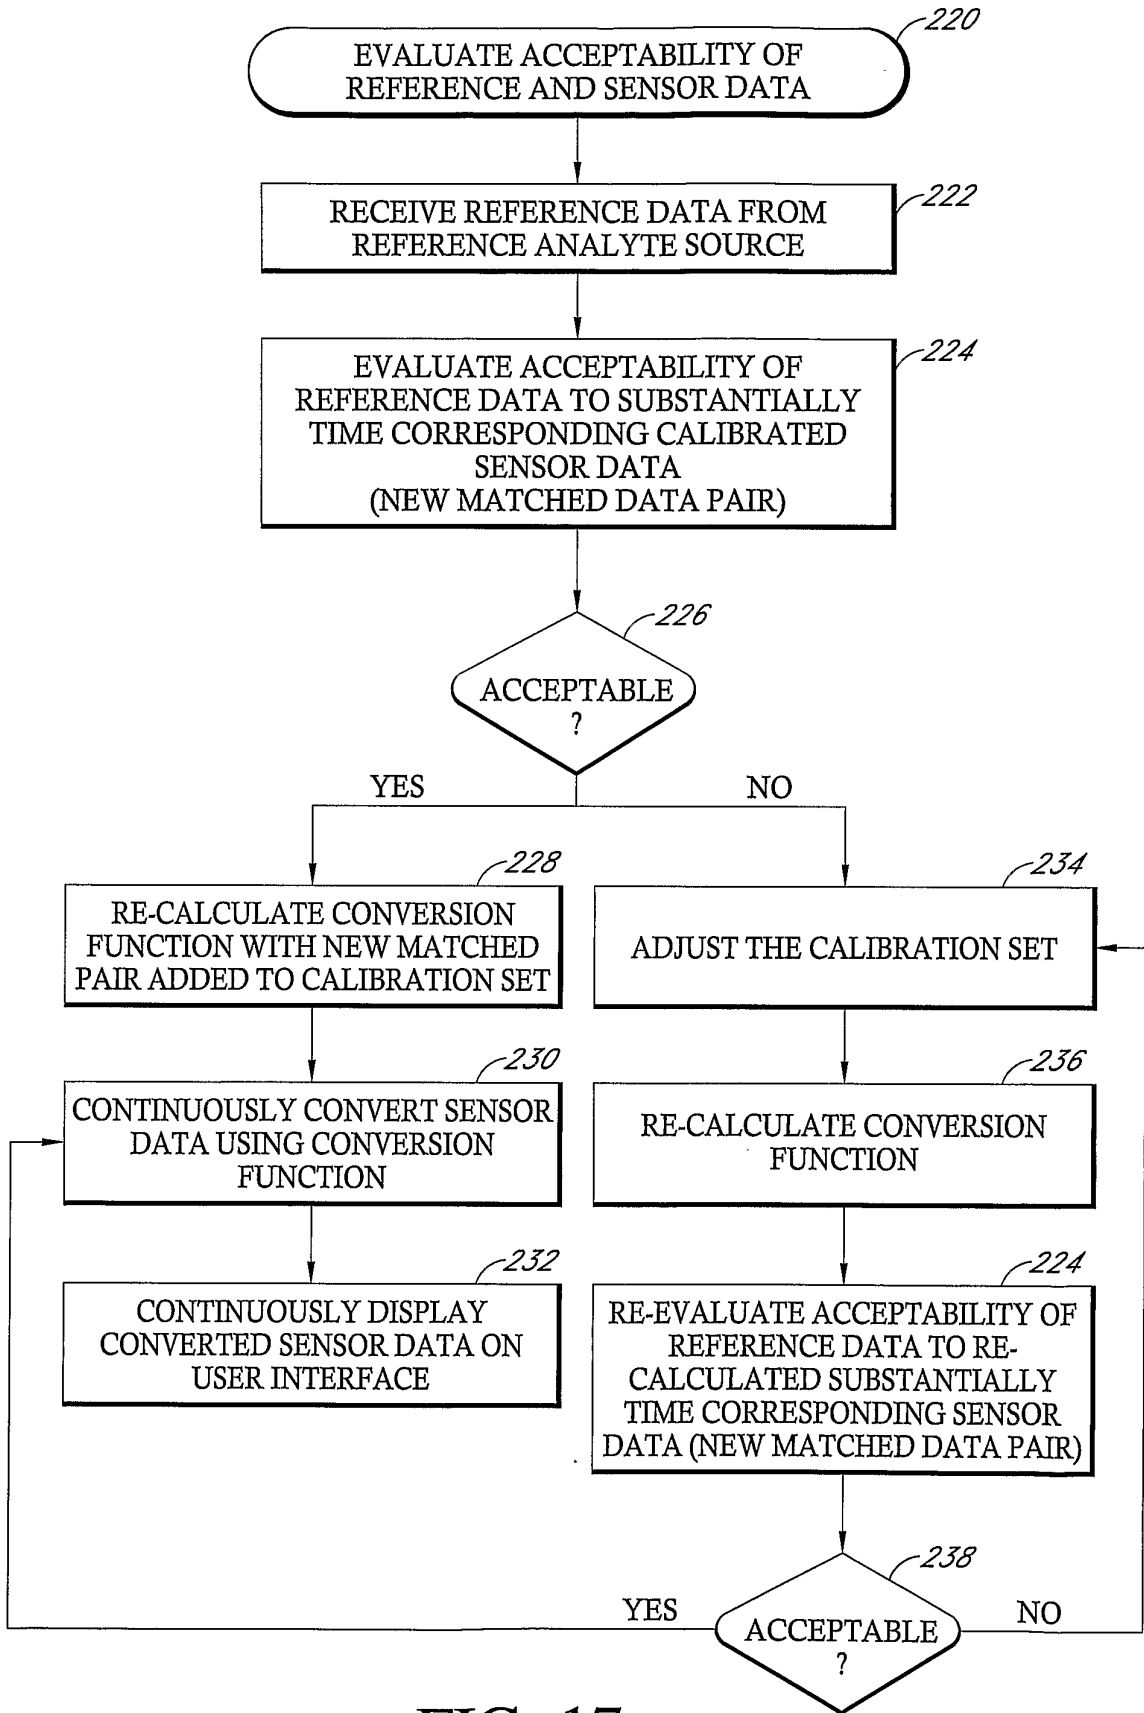 220
EVALUATE ACCEPTABILITY OF
REFERENCE AND SENSOR DATA
222
RECEIVE REFERENCE DATA FROM
REFERENCE ANALYTE SOURCE
224
EVALUATE ACCEPTABILITY OF
REFERENCE DATA TO SUBSTANTIALLY
TIME CORRESPONDING CALIBRATED
SENSOR DATA
(NEW MATCHED DATA PAIR)
226
ACCEPTABLE
?
YES
NO
228
RE-CALCULATE CONVERSION
FUNCTION WITH NEW MATCHED
PAIR ADDED TO CALIBRATION SET
234
ADJUST THE CALIBRATION SET
230
CONTINUOUSLY CONVERT SENSOR
DATA USING CONVERSION
FUNCTION
236
RE-CALCULATE CONVERSION
FUNCTION
232
CONTINUOUSLY DISPLAY
CONVERTED SENSOR DATA ON
USER INTERFACE
224
RE-EVALUATE ACCEPTABILITY OF
REFERENCE DATA TO RE-
CALCULATED SUBSTANTIALLY
TIME CORRESPONDING SENSOR
DATA (NEW MATCHED DATA PAIR)
238
YES
ACCEPTABLE
?
NO
FIG. 17